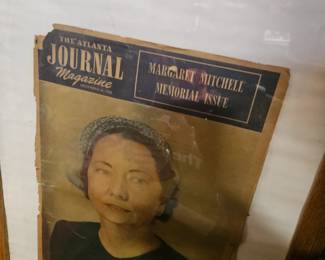 THE ATLANTA
JOURNAL
Magazine
MARGARET MITCHELL
MEMORIAL ISSUE